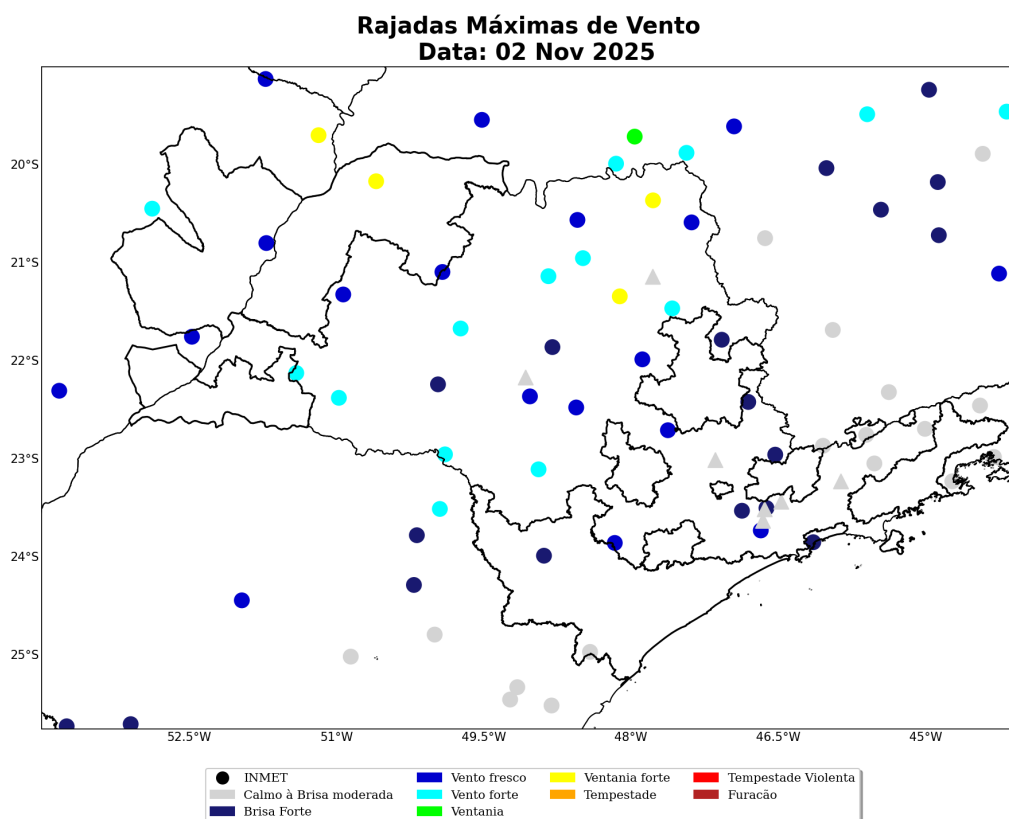 Rajadas Máximas de Vento
Data: 02 Nov 2025
20°S
21°S
22°S
23°S
24°S
25°S
52.5°W
51°W
49.5°W
48°W
46.5°W
45°W
INMET
Calmo à Brisa moderada
Brisa Forte
Vento fresco
Vento forte
Ventania
Ventania forte
Tempestade
Tempestade Violenta
Furacão